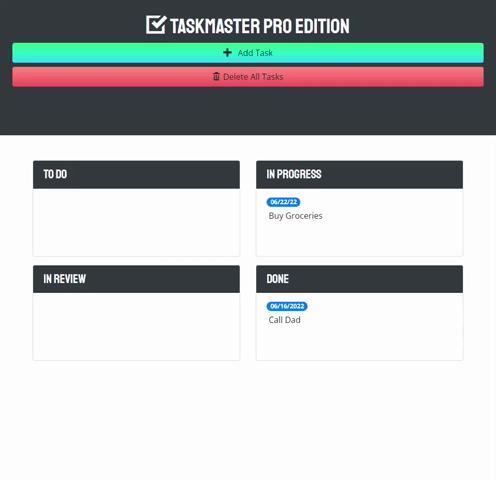 TASKMASTER PRO EDITION
Add Task
Delete All Tasks
TO DO
IN PROGRESS
06/22/22
Buy Groceries
IN REVIEW
DONE
06/16/2022
Call Dad